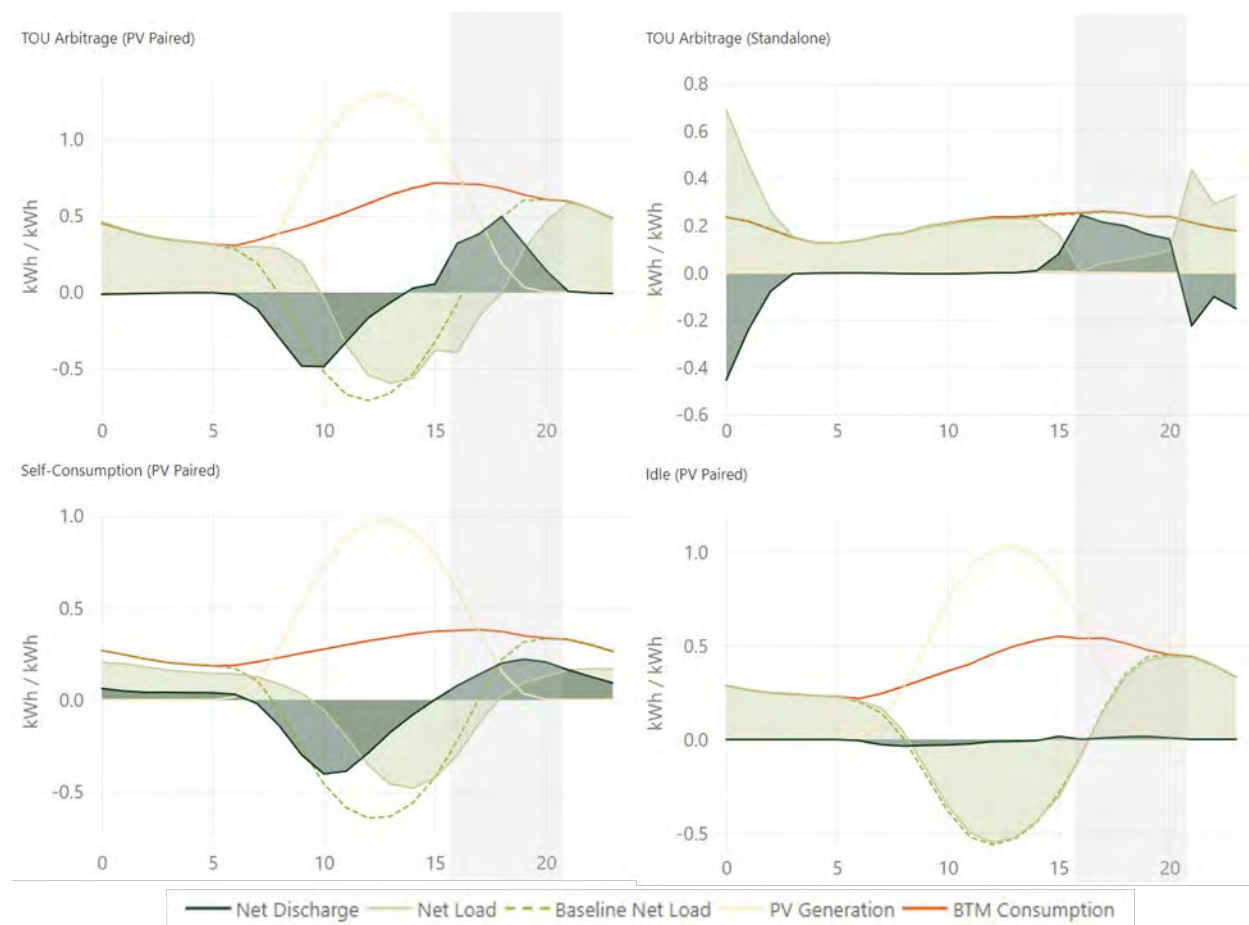 TOU Arbitrage (PV Paired)
kWh / kWh
1.0
0.5
0.0
-0.5
0 5 10 15 20
TOU Arbitrage (Standalone)
kWh / kWh
0.8
0.6
0.4
0.2
0.0
-0.2
-0.4
-0.6
0 5 10 15 20
Self-Consumption (PV Paired)
kWh / kWh
1.0
0.5
0.0
-0.5
0 5 10 15 20
Idle (PV Paired)
kWh / kWh
1.0
0.5
0.0
-0.5
0 5 10 15 20
Net Discharge Net Load Baseline Net Load PV Generation BTM Consumption